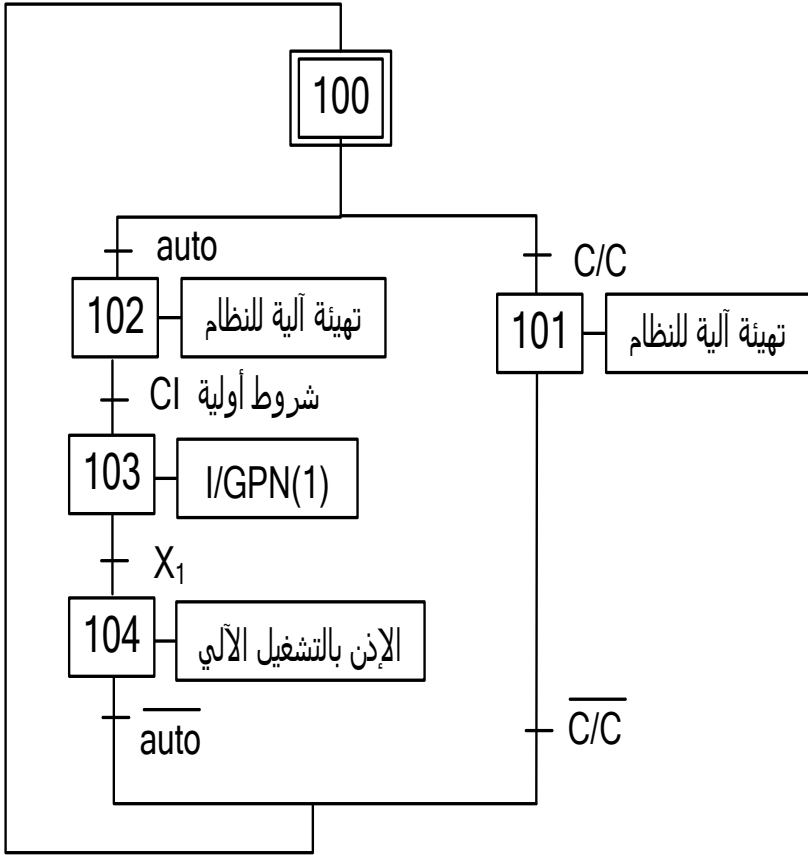 100
auto
C/C
102
تهيئة آلية للنظام
101
تهيئة آلية للنظام
CI شروط أولية
103
I/GPN(1)
X₁
104
الإذن بالتشغيل الآلي
a̅u̅t̅o̅
C̅/̅C̅